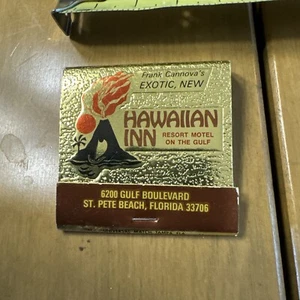 Frank Cannova's
EXOTIC, NEW
HAWAIIAN
INN
RESORT MOTEL
ON THE GULF
6200 GULF BOULEVARD
ST. PETE BEACH, FLORIDA 33706